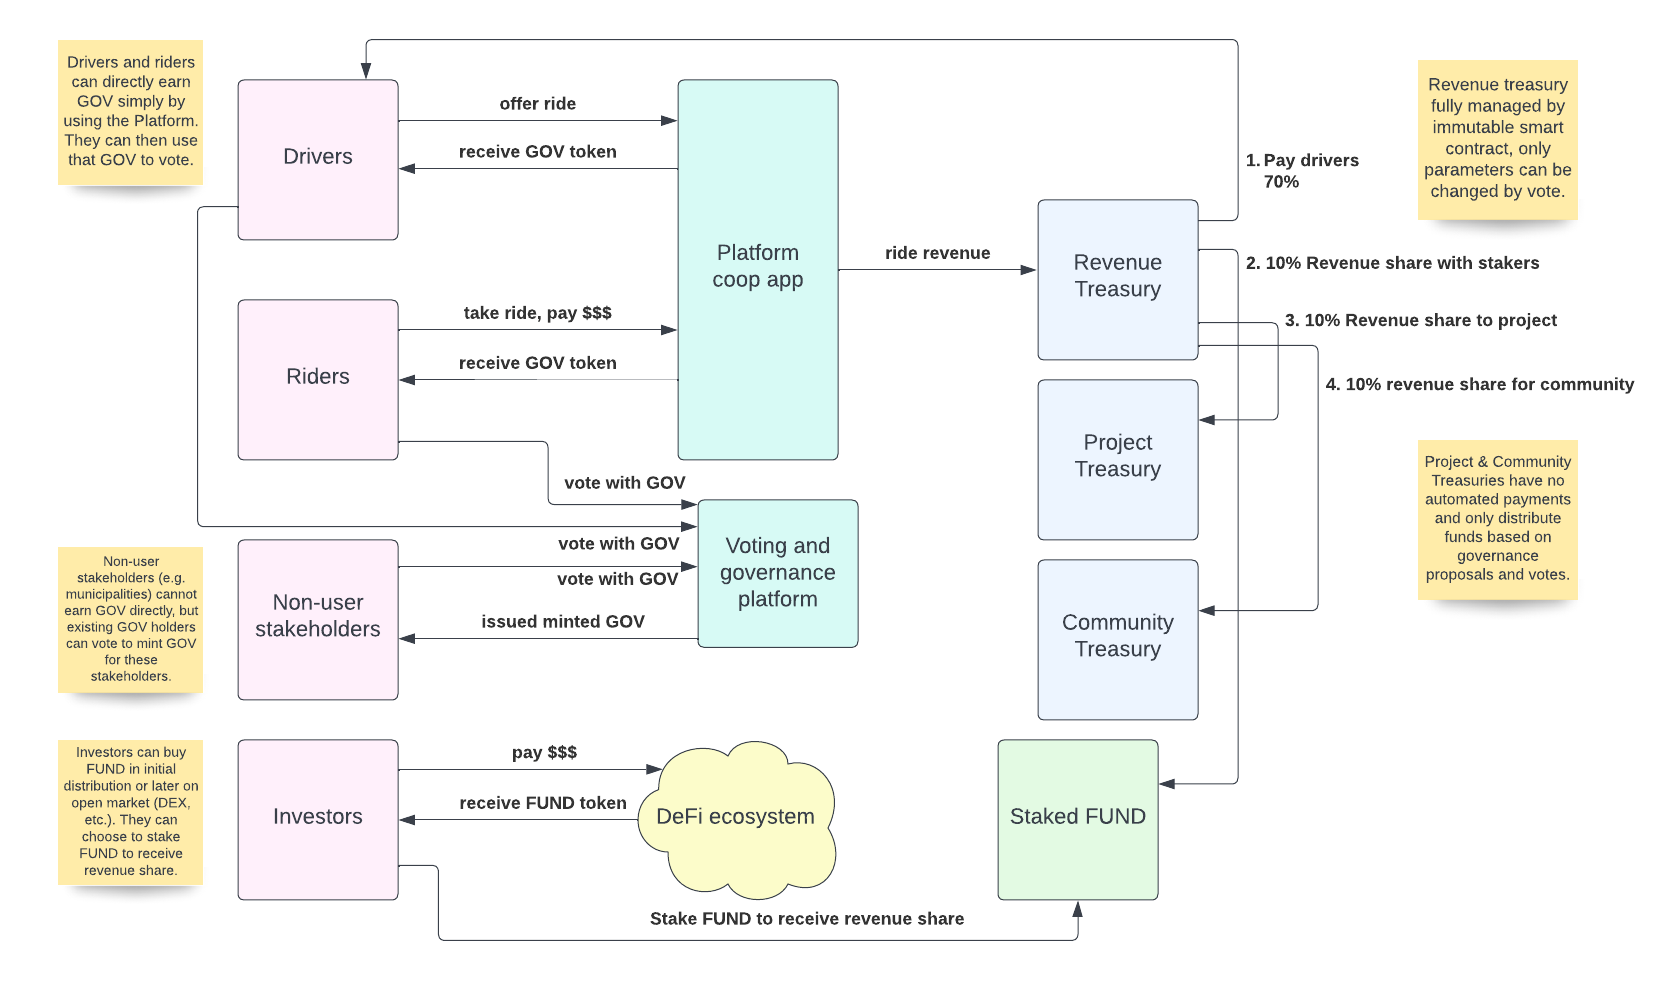 Drivers and riders
can directly earn
GOV simply by
using the Platform.
They can then use
that GOV to vote.
Drivers
offer ride
receive GOV token
Platform
coop app
Riders
take ride, pay $$$
receive GOV token
ride revenue
Revenue
Treasury
1. Pay drivers
70%
Revenue treasury
fully managed by
immutable smart
contract, only
parameters can be
changed by vote.
2. 10% Revenue share with stakers
3. 10% Revenue share to project
4. 10% revenue share for community
Project
Treasury
Project & Community
Treasuries have no
automated payments
and only distribute
funds based on
governance
proposals and votes.
vote with GOV
vote with GOV
vote with GOV
Voting and
governance
platform
Non-user
stakeholders (e.g.
municipalities) cannot
earn GOV directly, but
existing GOV holders
can vote to mint GOV
for these
stakeholders.
Non-user
stakeholders
issued minted GOV
Community
Treasury
Investors can buy
FUND in initial
distribution or later on
open market (DEX,
etc.). They can
choose to stake
FUND to receive
revenue share.
Investors
pay $$$
receive FUND token
DeFi ecosystem
Staked FUND
Stake FUND to receive revenue share